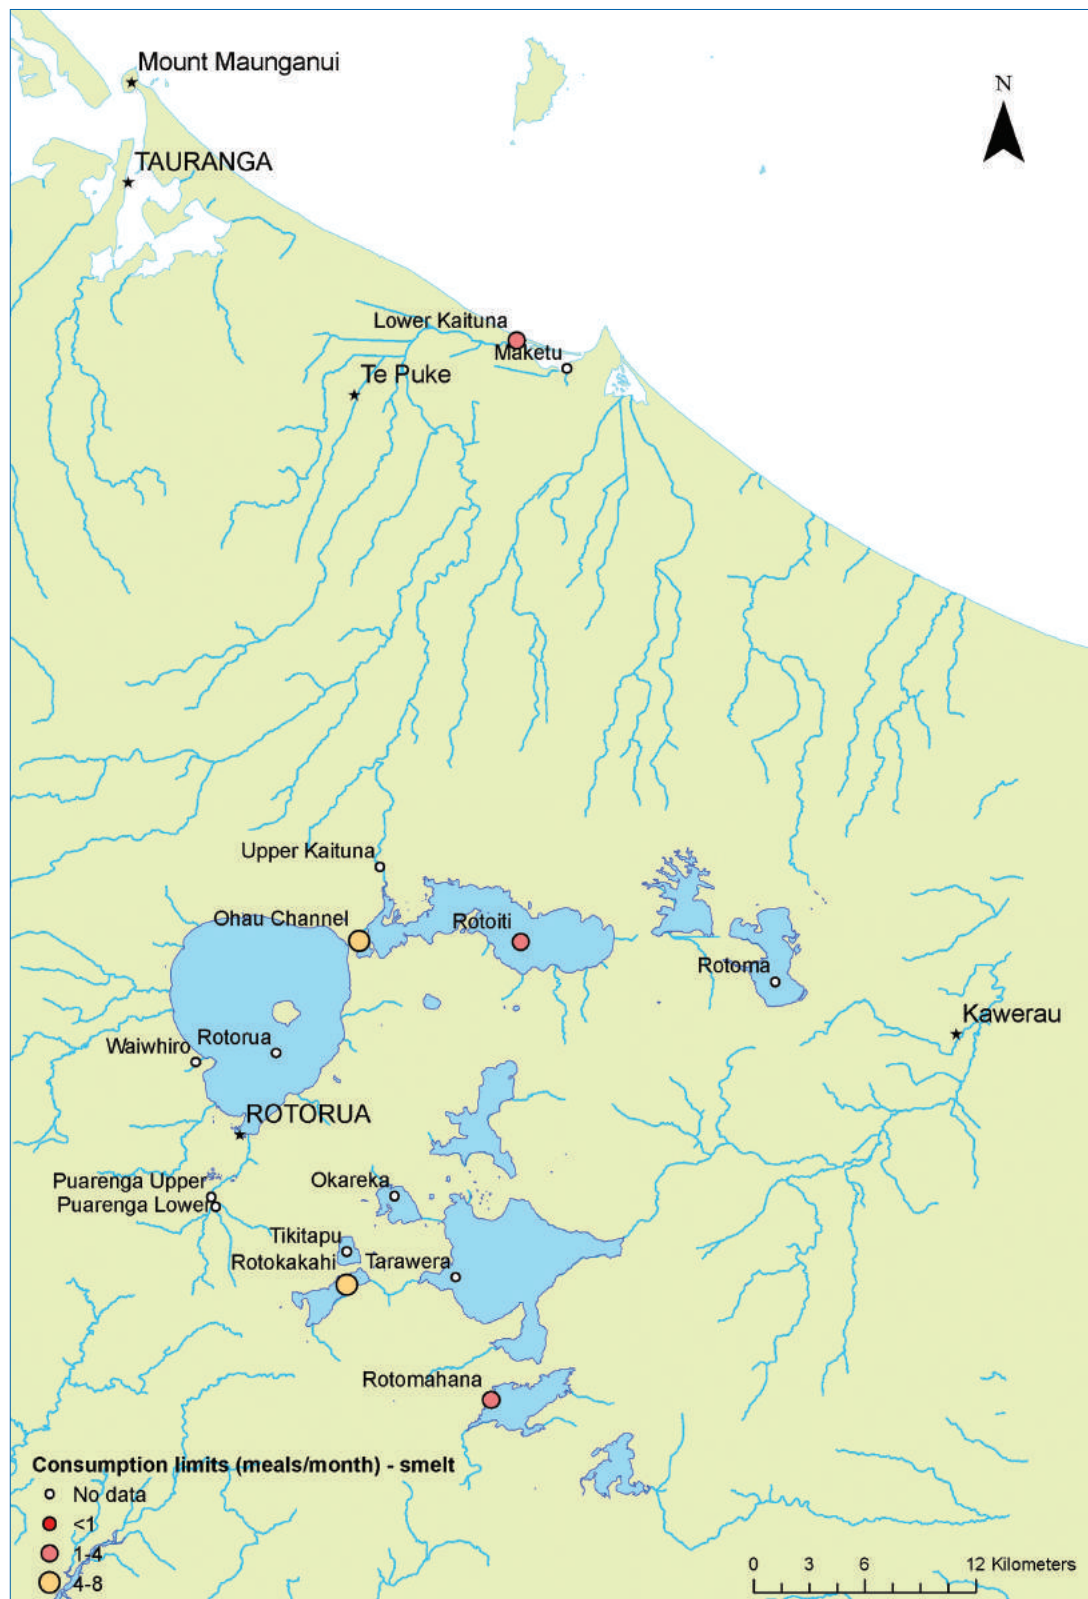 Mount Maunganui
N
TAURANGA
Lower Kaituna
Maketu
Te Puke
Upper Kaituna
Ohau Channel
Rotoiti
Rotoma
Kawerau
Rotorua
Waiwhiro
ROTORUA
Puarenga Upper
Okareka
Puarenga Lower
Tikitapu
Rotokakahi
Tarawera
Rotomahana
Consumption limits (meals/month) - smelt
No data
<1
1-4
4-8
0 3 6 12 Kilometers